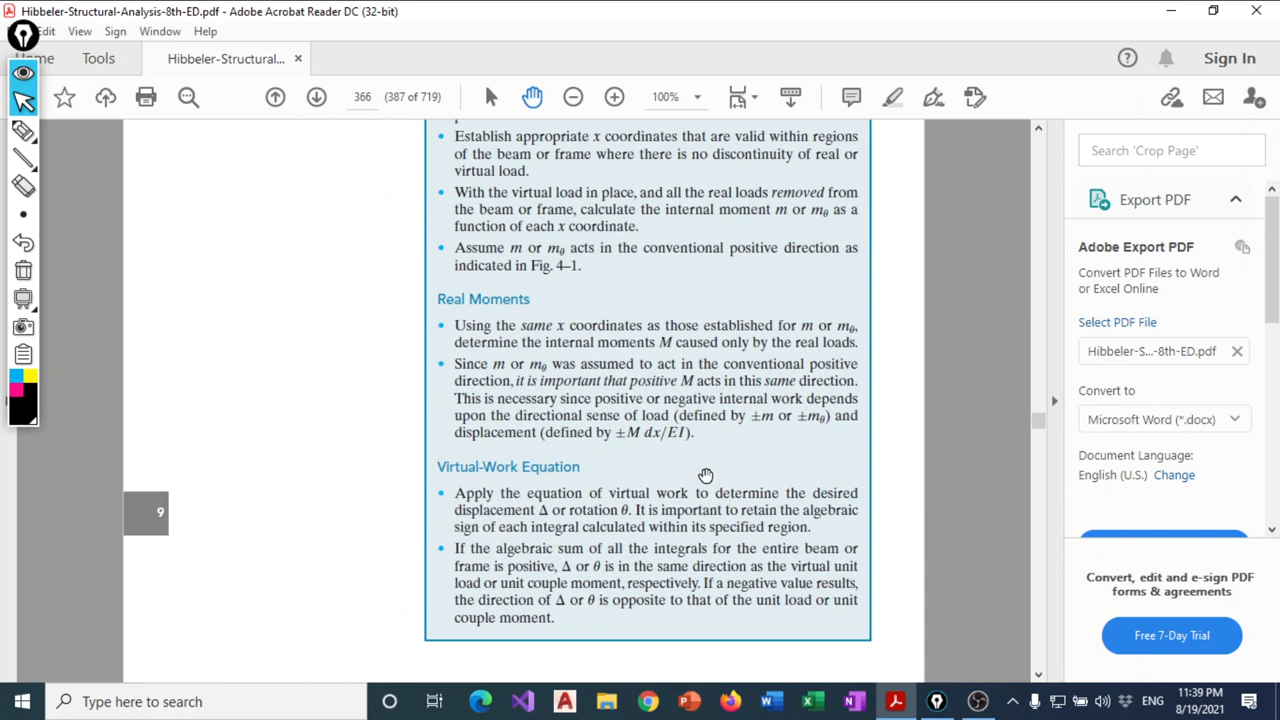 Hibbeler-Structural-Analysis-8th-ED.pdf - Adobe Acrobat Reader DC (32-bit)
Edit View Sign Window Help
Home Tools Hibbeler-Structural... × Sign In
366 (387 of 719) 100%
• Establish appropriate x coordinates that are valid within regions
of the beam or frame where there is no discontinuity of real or
virtual load.
• With the virtual load in place, and all the real loads removed from
the beam or frame, calculate the internal moment m or mθ as a
function of each x coordinate.
• Assume m or mθ acts in the conventional positive direction as
indicated in Fig. 4–1.
Real Moments
• Using the same x coordinates as those established for m or mθ,
determine the internal moments M caused only by the real loads.
• Since m or mθ was assumed to act in the conventional positive
direction, it is important that positive M acts in this same direction.
This is necessary since positive or negative internal work depends
upon the directional sense of load (defined by ±m or ±mθ) and
displacement (defined by ±M dx/EI).
Virtual-Work Equation
• Apply the equation of virtual work to determine the desired
displacement Δ or rotation θ. It is important to retain the algebraic
sign of each integral calculated within its specified region.
• If the algebraic sum of all the integrals for the entire beam or
frame is positive, Δ or θ is in the same direction as the virtual unit
load or unit couple moment, respectively. If a negative value results,
the direction of Δ or θ is opposite to that of the unit load or unit
couple moment.
9
Search 'Crop Page'
Export PDF
Adobe Export PDF
Convert PDF Files to Word
or Excel Online
Select PDF File
Hibbeler-S...-8th-ED.pdf ×
Convert to
Microsoft Word (*.docx)
Document Language:
English (U.S.) Change
Convert, edit and e-sign PDF
forms & agreements
Free 7-Day Trial
Type here to search
ENG
11:39 PM
8/19/2021